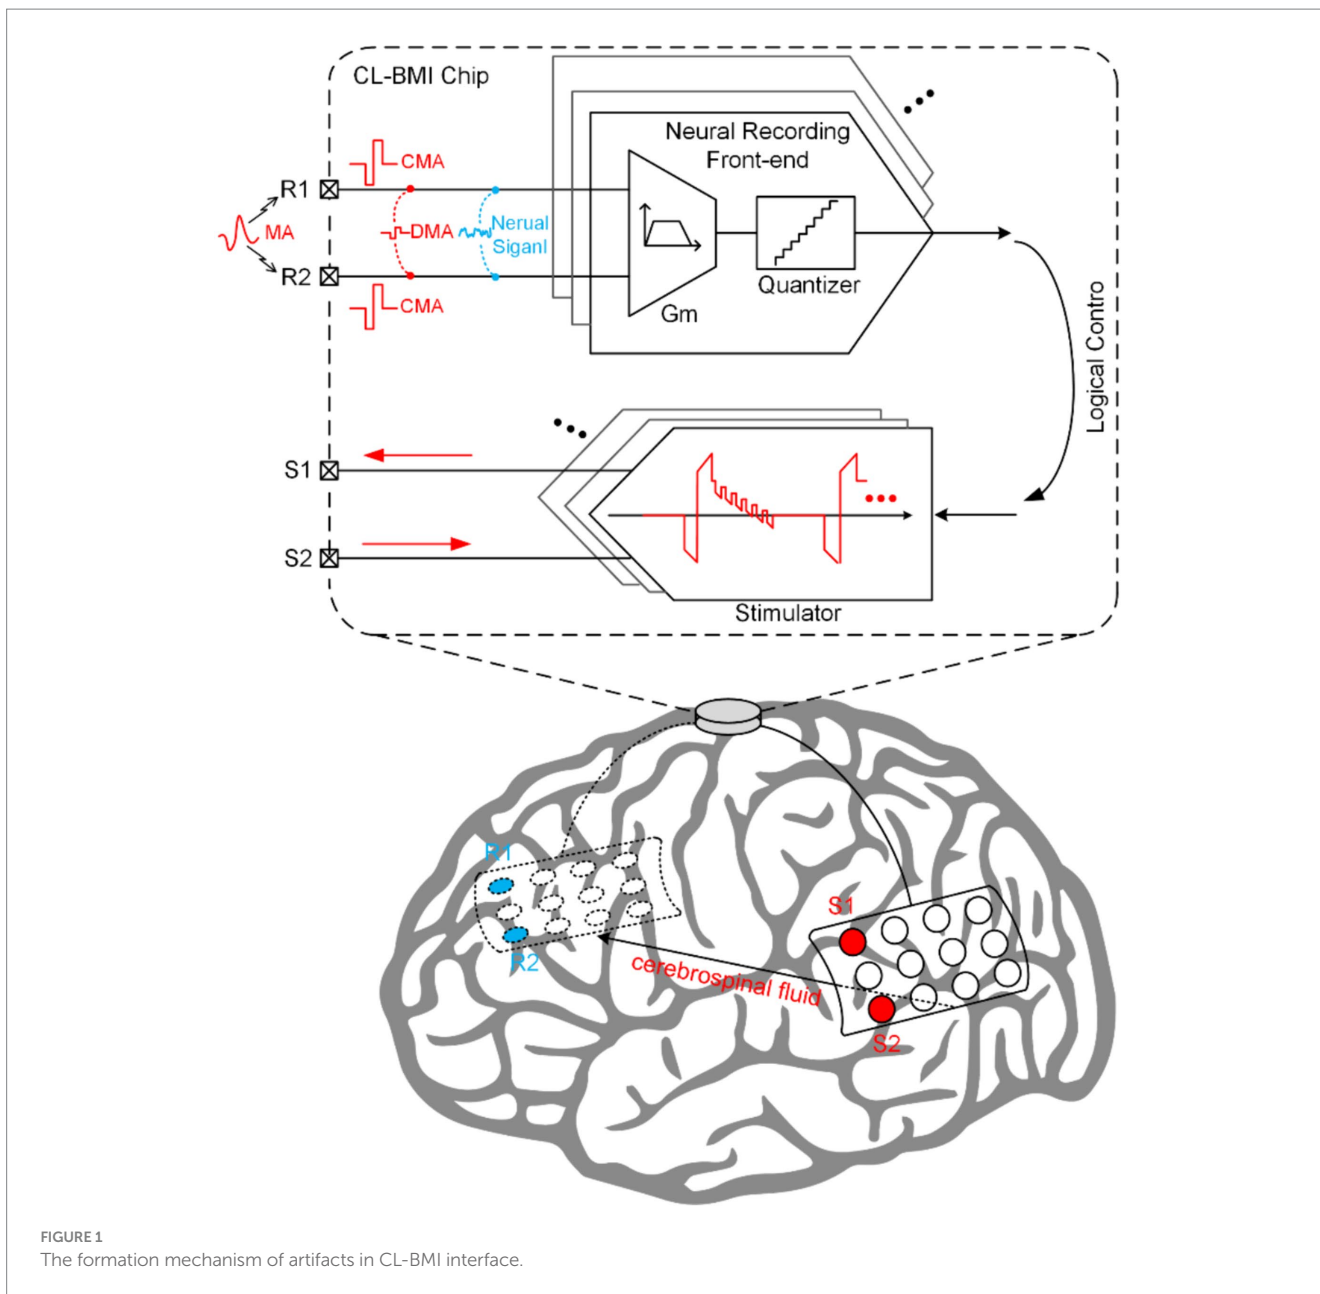 CL-BMI Chip
Neural Recording
Front-end
CMA
R1
MA
DMA
Nerual
Siganl
R2
CMA
Gm
Quantizer
Logical Contro
S1
S2
Stimulator
R1
R2
S1
cerebrospinal fluid
S2
FIGURE 1
The formation mechanism of artifacts in CL-BMI interface.